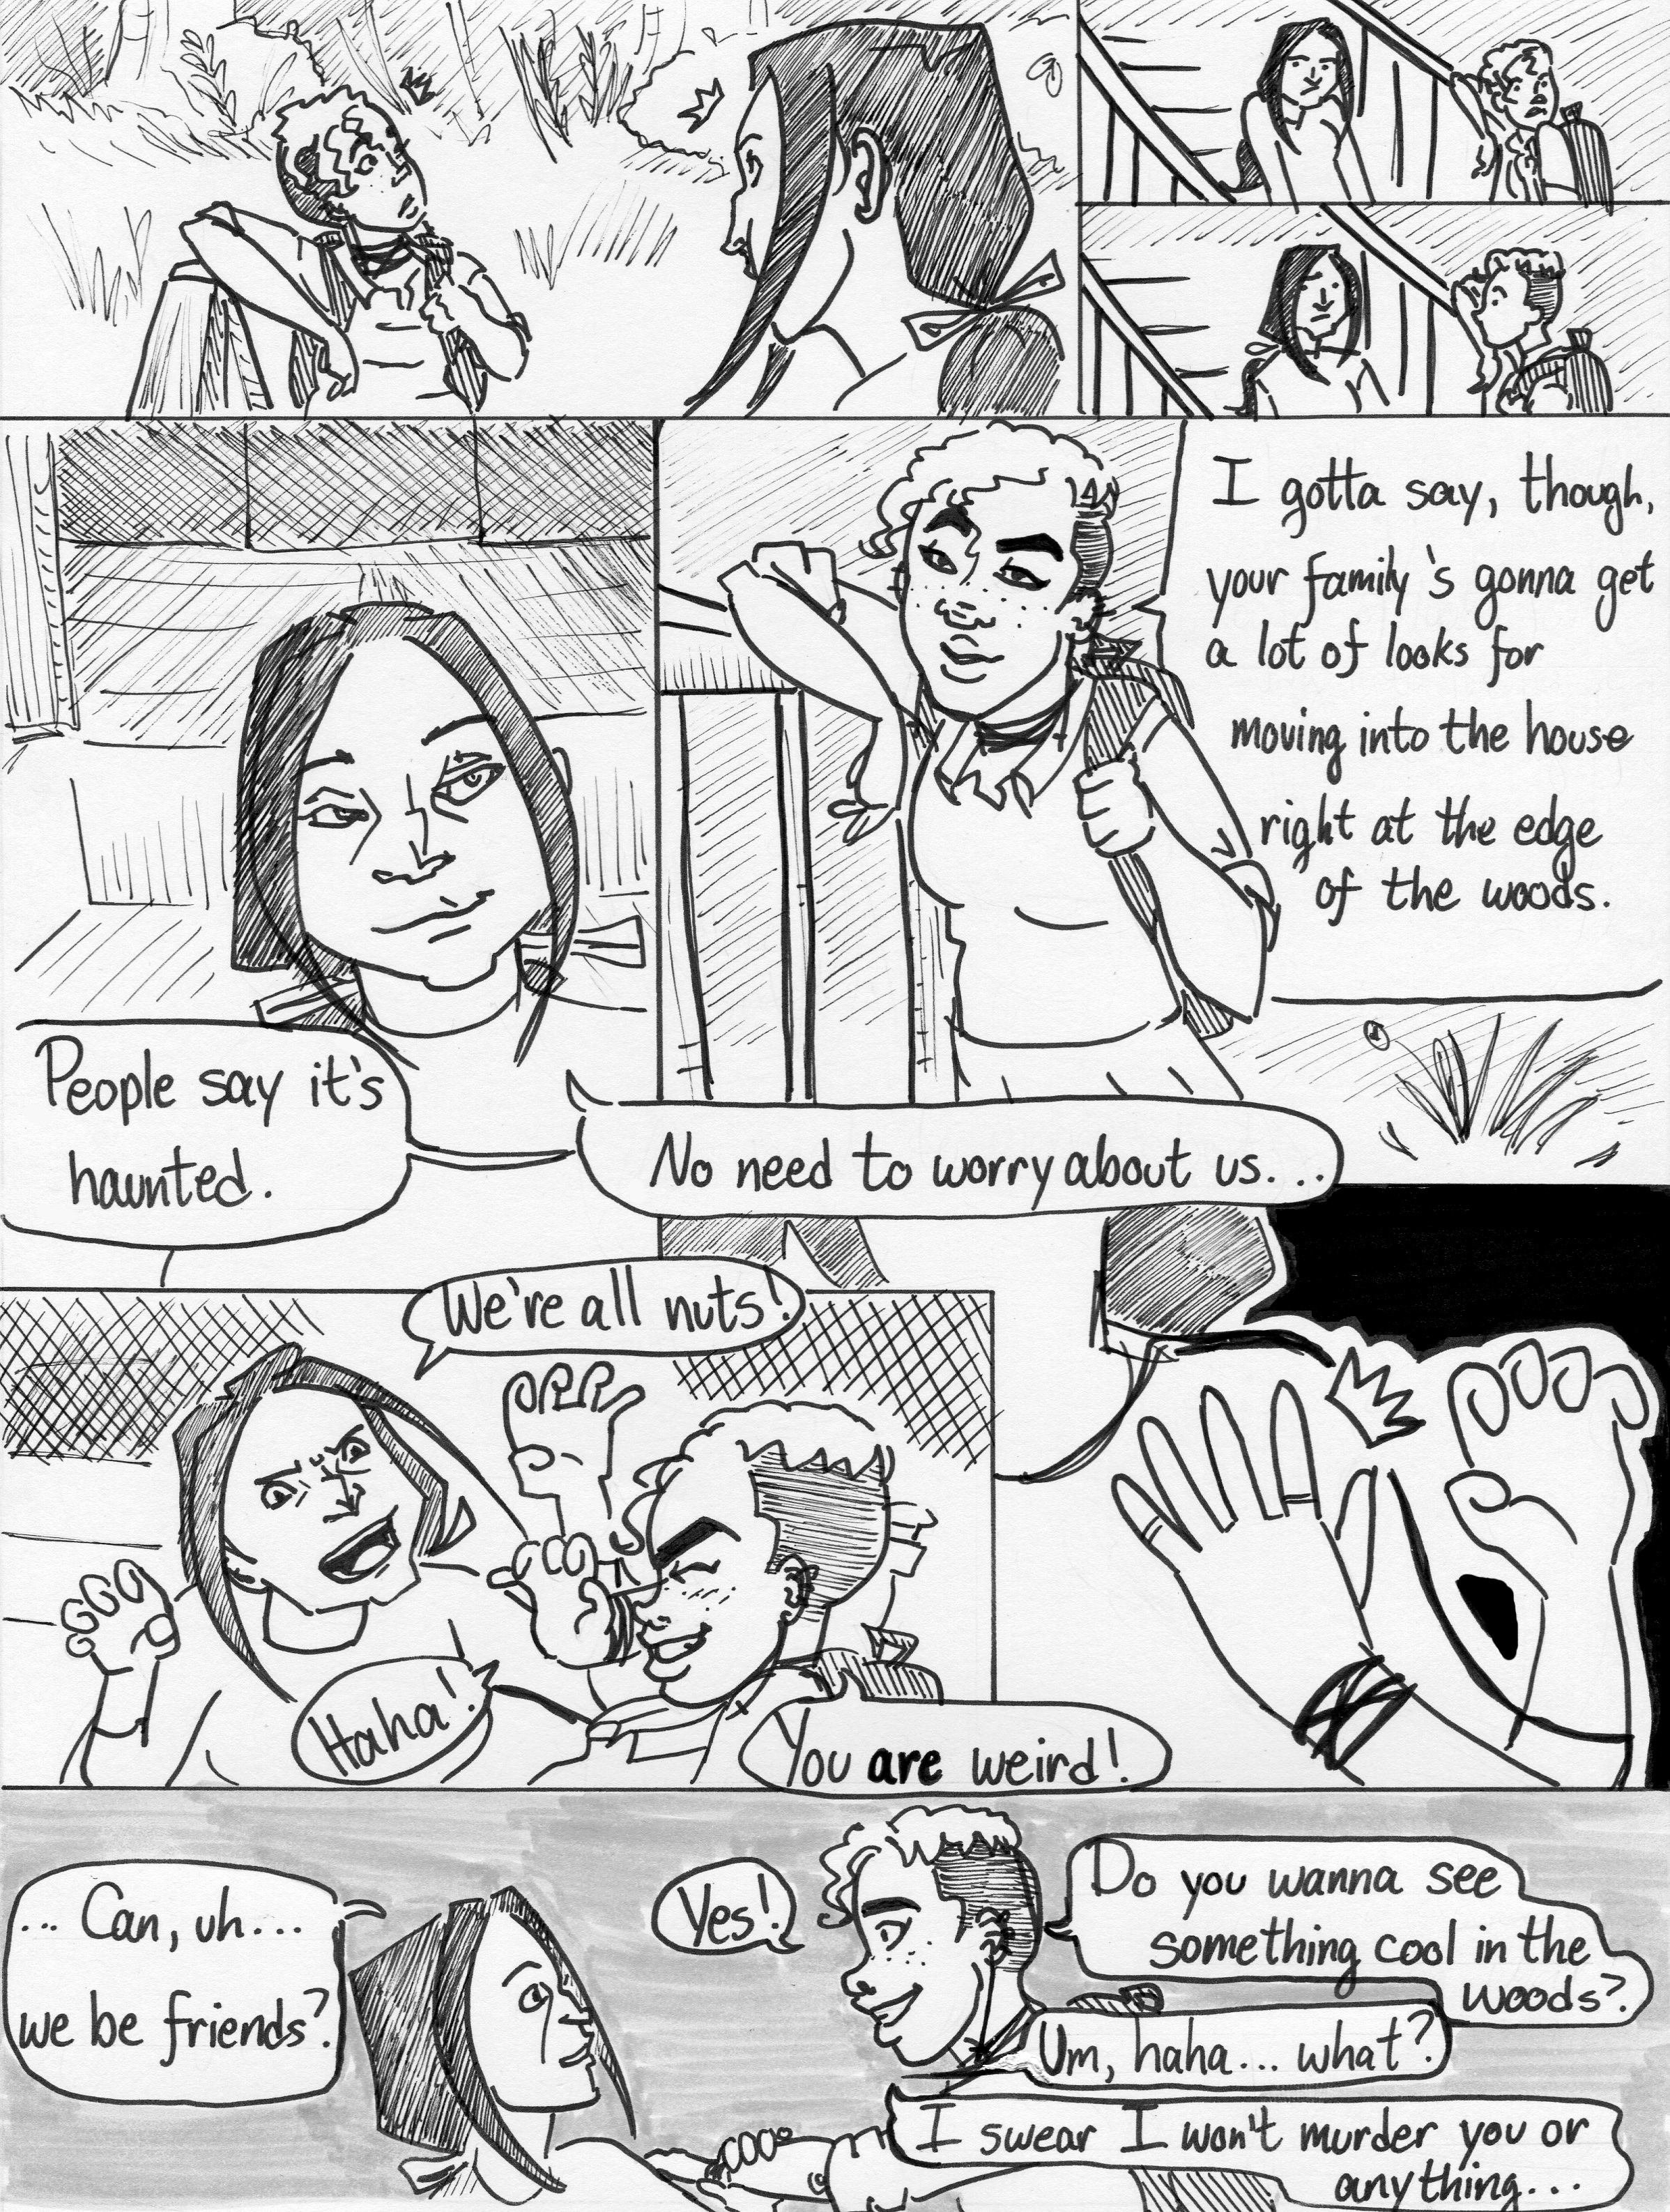 I gotta say, though,
your family's gonna get
a lot of looks for
moving into the house
right at the edge
of the woods.
People say it's
haunted.
No need to worry about us...
We're all nuts!
Haha!
You are weird!
... Can, uh...
we be friends?
Yes!
Do you wanna see
something cool in the
woods?
Um, haha... what?
I swear I won't murder you or
anything....